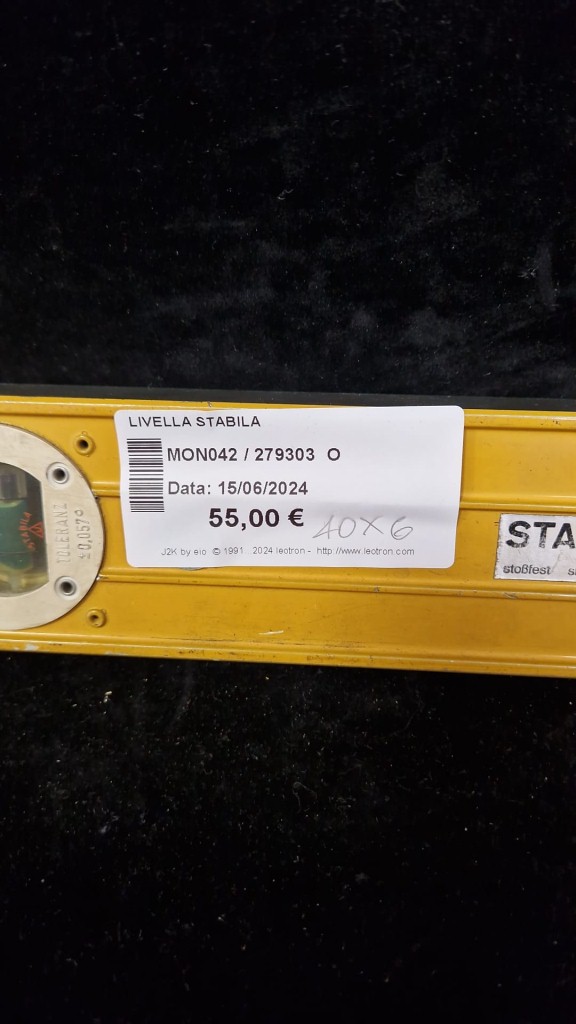 LIVELLA STABILA
MON042 / 279303 O
Data: 15/06/2024
55,00 €
40x6
J2K by eio © 1991 . 2024 leotron - http://www.leotron.com
TOLERANZ
± 0,057°
STABILA
STA
stoßfest s